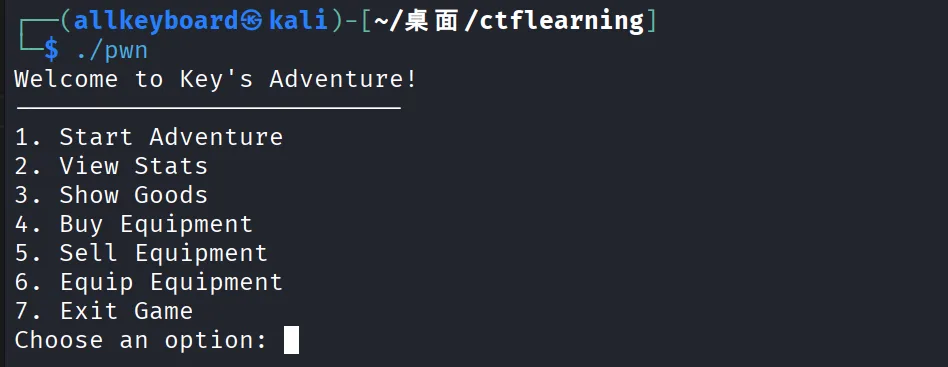 ┌──(allkeyboard㉿kali)-[~/桌面/ctflearning]
└─$ ./pwn
Welcome to Key's Adventure!
——————————————————————————
1. Start Adventure
2. View Stats
3. Show Goods
4. Buy Equipment
5. Sell Equipment
6. Equip Equipment
7. Exit Game
Choose an option: